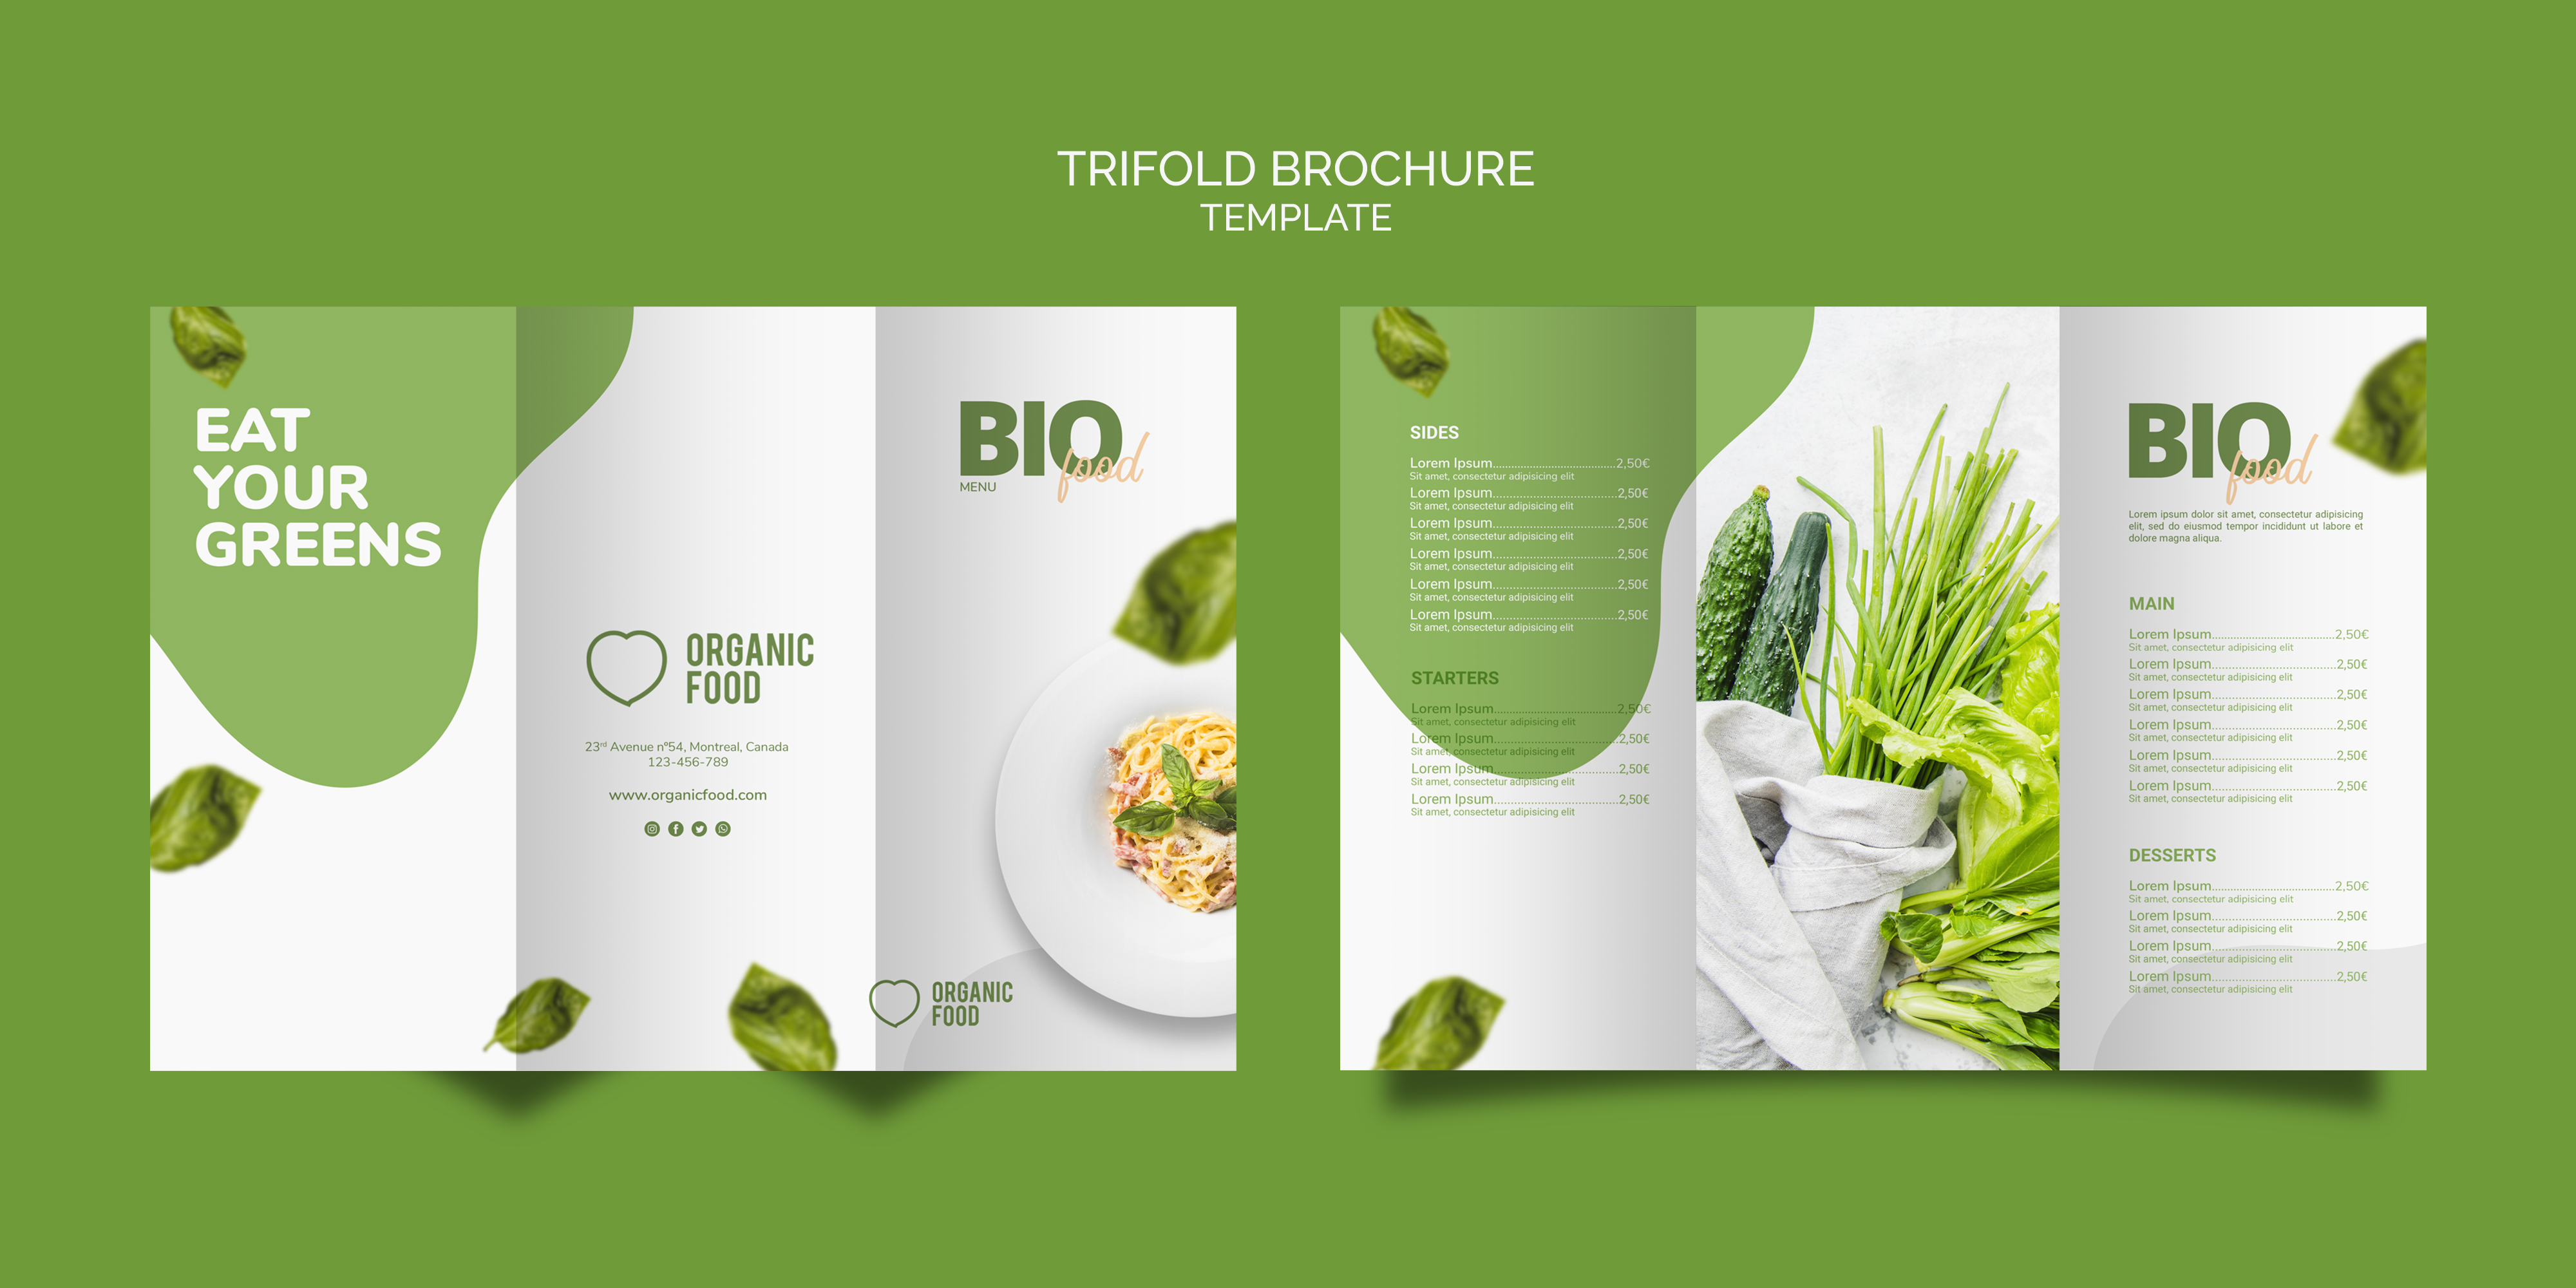 TRIFOLD BROCHURE
TEMPLATE
EAT
YOUR
GREENS
ORGANIC
FOOD
23rd Avenue nº54, Montreal, Canada
123-456-789
www.organicfood.com
BIO
food
MENU
ORGANIC
FOOD
SIDES
Lorem Ipsum..........................................2,50€
Sit amet, consectetur adipisicing elit
Lorem Ipsum..........................................2,50€
Sit amet, consectetur adipisicing elit
Lorem Ipsum..........................................2,50€
Sit amet, consectetur adipisicing elit
Lorem Ipsum..........................................2,50€
Sit amet, consectetur adipisicing elit
Lorem Ipsum..........................................2,50€
Sit amet, consectetur adipisicing elit
Lorem Ipsum..........................................2,50€
Sit amet, consectetur adipisicing elit
STARTERS
Lorem Ipsum..........................................2,50€
Sit amet, consectetur adipisicing elit
Lorem Ipsum..........................................2,50€
Sit amet, consectetur adipisicing elit
Lorem Ipsum..........................................2,50€
Sit amet, consectetur adipisicing elit
Lorem Ipsum..........................................2,50€
Sit amet, consectetur adipisicing elit
BIO
food
Lorem ipsum dolor sit amet, consectetur adipisicing
elit, sed do eiusmod tempor incididunt ut labore et
dolore magna aliqua.
MAIN
Lorem Ipsum..........................................2,50€
Sit amet, consectetur adipisicing elit
Lorem Ipsum..........................................2,50€
Sit amet, consectetur adipisicing elit
Lorem Ipsum..........................................2,50€
Sit amet, consectetur adipisicing elit
Lorem Ipsum..........................................2,50€
Sit amet, consectetur adipisicing elit
Lorem Ipsum..........................................2,50€
Sit amet, consectetur adipisicing elit
Lorem Ipsum..........................................2,50€
Sit amet, consectetur adipisicing elit
DESSERTS
Lorem Ipsum..........................................2,50€
Sit amet, consectetur adipisicing elit
Lorem Ipsum..........................................2,50€
Sit amet, consectetur adipisicing elit
Lorem Ipsum..........................................2,50€
Sit amet, consectetur adipisicing elit
Lorem Ipsum..........................................2,50€
Sit amet, consectetur adipisicing elit